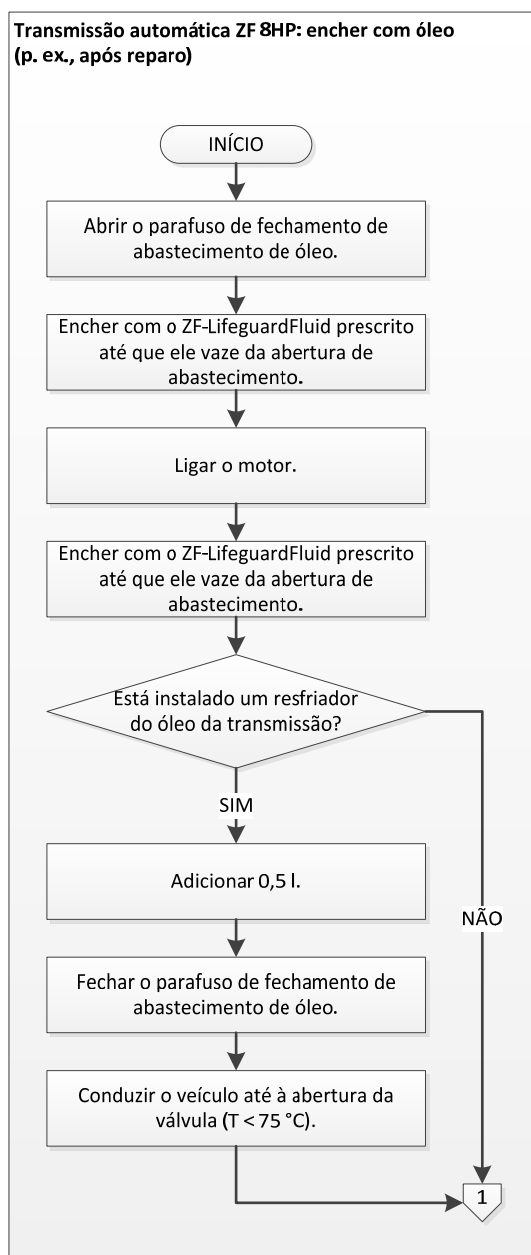 Transmissão automática ZF 8HP: encher com óleo
(p. ex., após reparo)
INÍCIO
Abrir o parafuso de fechamento de
abastecimento de óleo.
Encher com o ZF-LifeguardFluid prescrito
até que ele vaze da abertura de
abastecimento.
Ligar o motor.
Encher com o ZF-LifeguardFluid prescrito
até que ele vaze da abertura de
abastecimento.
Está instalado um resfriador
do óleo da transmissão?
SIM
Adicionar 0,5 l.
NÃO
Fechar o parafuso de fechamento de
abastecimento de óleo.
Conduzir o veículo até à abertura da
válvula (T < 75 °C).
1